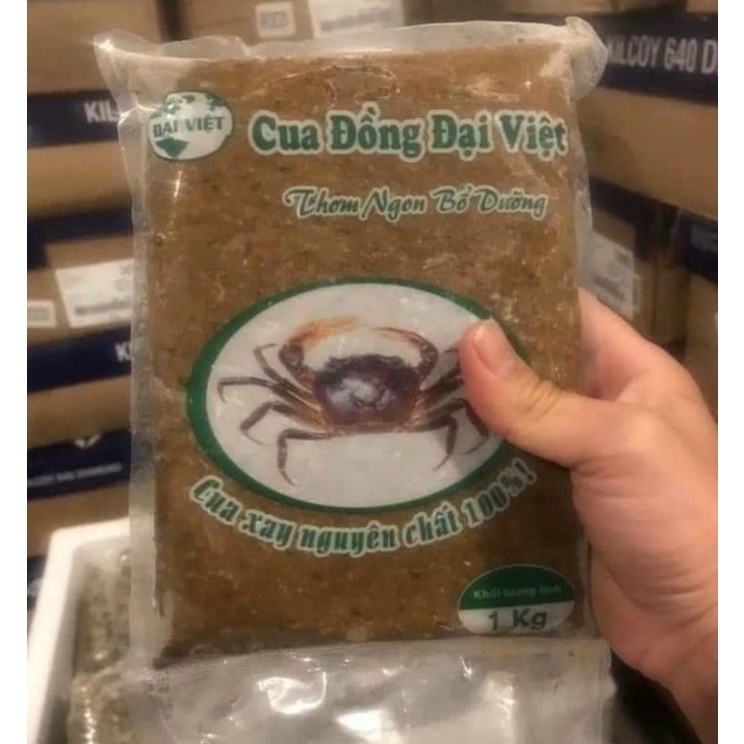 KILCOY 640 D
KIL
ĐẠI VIỆT
Cua Đồng Đại Việt
Thơm Ngon Bổ Dưỡng
Cua xay nguyên chất 100%!
Khối lượng tịnh
1 Kg